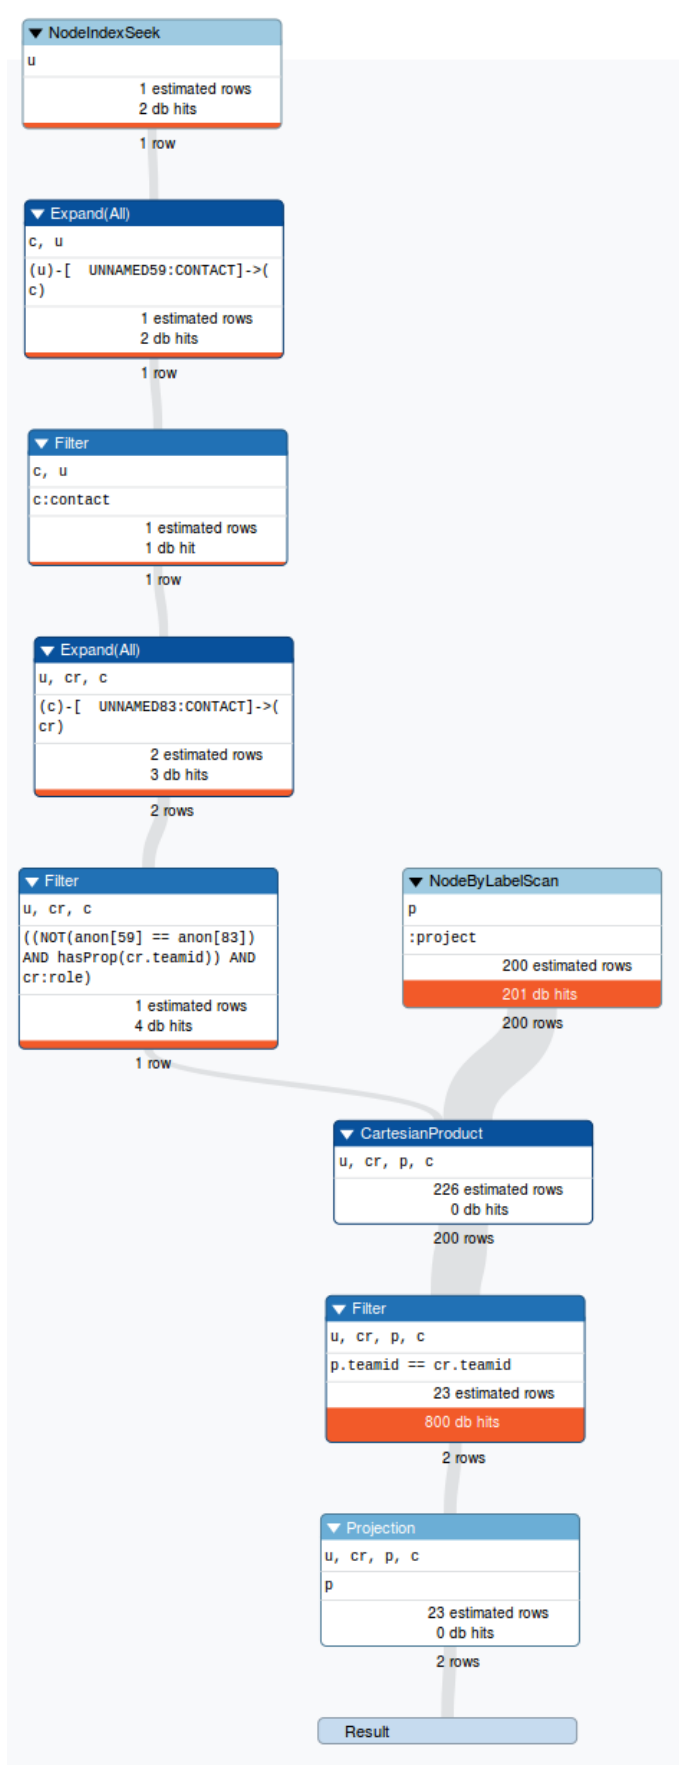 NodeIndexSeek
u
1 estimated rows
2 db hits
1 row
Expand(All)
c, u
(u)-[  UNNAMED59:CONTACT]->(
c)
1 estimated rows
2 db hits
1 row
Filter
c, u
c:contact
1 estimated rows
1 db hit
1 row
Expand(All)
u, cr, c
(c)-[  UNNAMED83:CONTACT]->(
cr)
2 estimated rows
3 db hits
2 rows
Filter
u, cr, c
((NOT(anon[59] == anon[83])
AND hasProp(cr.teamid)) AND
cr:role)
1 estimated rows
4 db hits
1 row
NodeByLabelScan
p
:project
200 estimated rows
201 db hits
200 rows
CartesianProduct
u, cr, p, c
226 estimated rows
0 db hits
200 rows
Filter
u, cr, p, c
p.teamid == cr.teamid
23 estimated rows
800 db hits
2 rows
Projection
u, cr, p, c
p
23 estimated rows
0 db hits
2 rows
Result